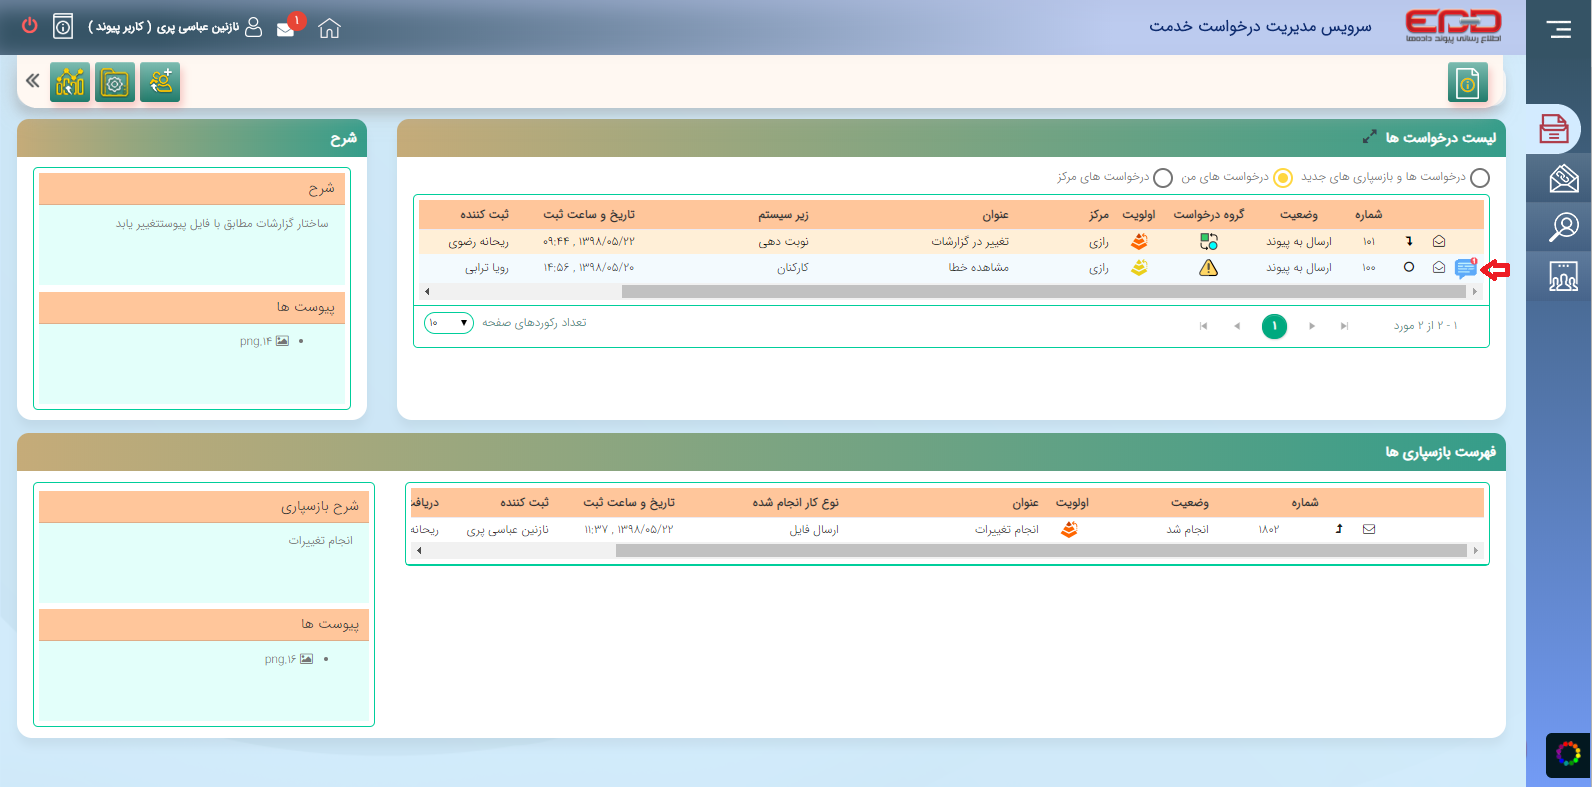 EDD
اطلاع رسانی پیوند داده‌ها
سرویس مدیریت درخواست خدمت
۱
نازنین عباسی پری ( کاربر پیوند )
لیست درخواست ها
درخواست ها و بازسپاری های جدید
درخواست های من
درخواست های مرکز
شماره وضعیت گروه درخواست اولویت مرکز عنوان زیر سیستم تاریخ و ساعت ثبت ثبت کننده
۱۰۱ ارسال به پیوند رازی تغییر در گزارشات نوبت دهی ۱۳۹۸/۰۵/۲۲ , ۰۹:۴۴ ریحانه رضوی
۱۰۰ ارسال به پیوند رازی مشاهده خطا کارکنان ۱۳۹۸/۰۵/۲۰ , ۱۴:۵۶ رویا ترابی
۱ - ۲ از ۲ مورد
۱
تعداد رکوردهای صفحه
۱۰
شرح
شرح
ساختار گزارشات مطابق با فایل پیوستتغییر یابد
پیوست ها
۱۴.png
فهرست بازسپاری ها
شماره وضعیت اولویت عنوان نوع کار انجام شده تاریخ و ساعت ثبت ثبت کننده دریافت
۱۸۰۲ انجام شد انجام تغییرات ارسال فایل ۱۳۹۸/۰۵/۲۲ , ۱۱:۳۷ نازنین عباسی پری ریحانه
شرح بازسپاری
انجام تغییرات
پیوست ها
۱۶.png